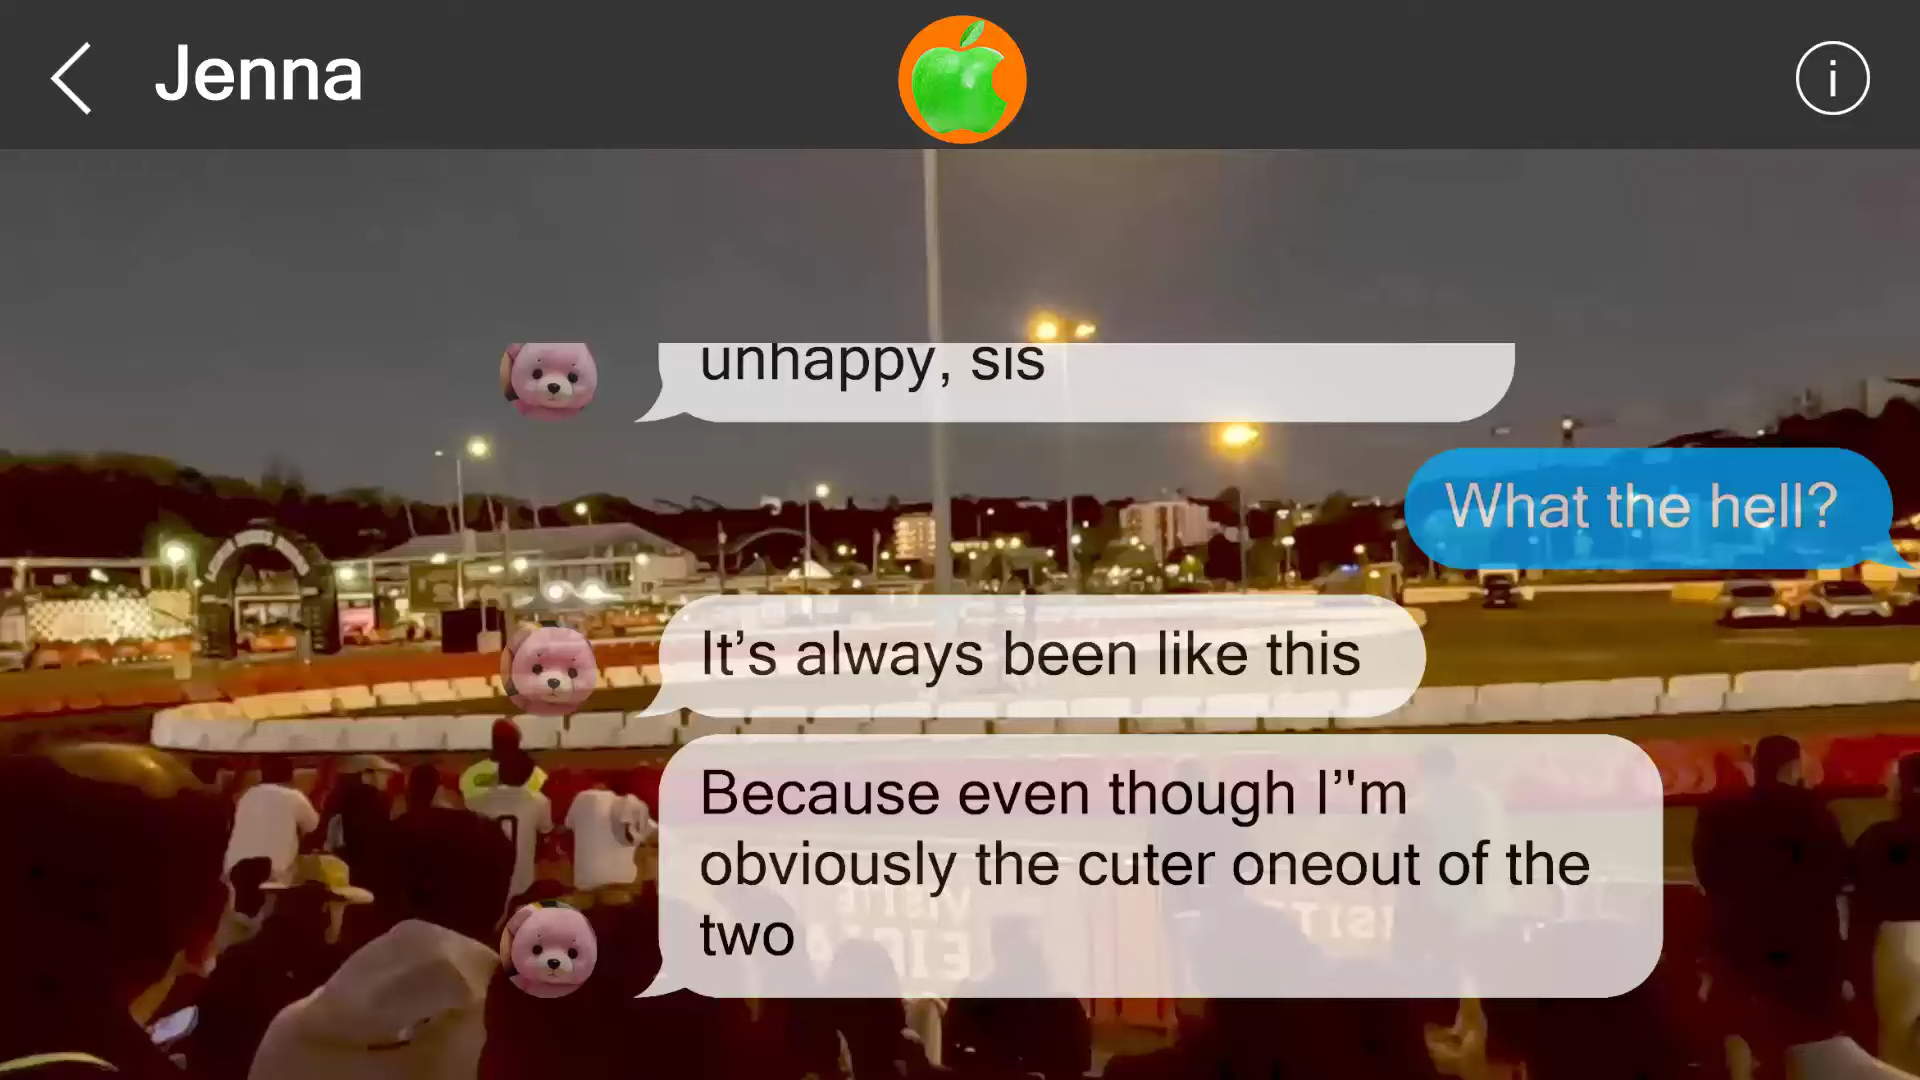 Jenna
unhappy, sis
What the hell?
It’s always been like this
Because even though I’'m
obviously the cuter oneout of the
two